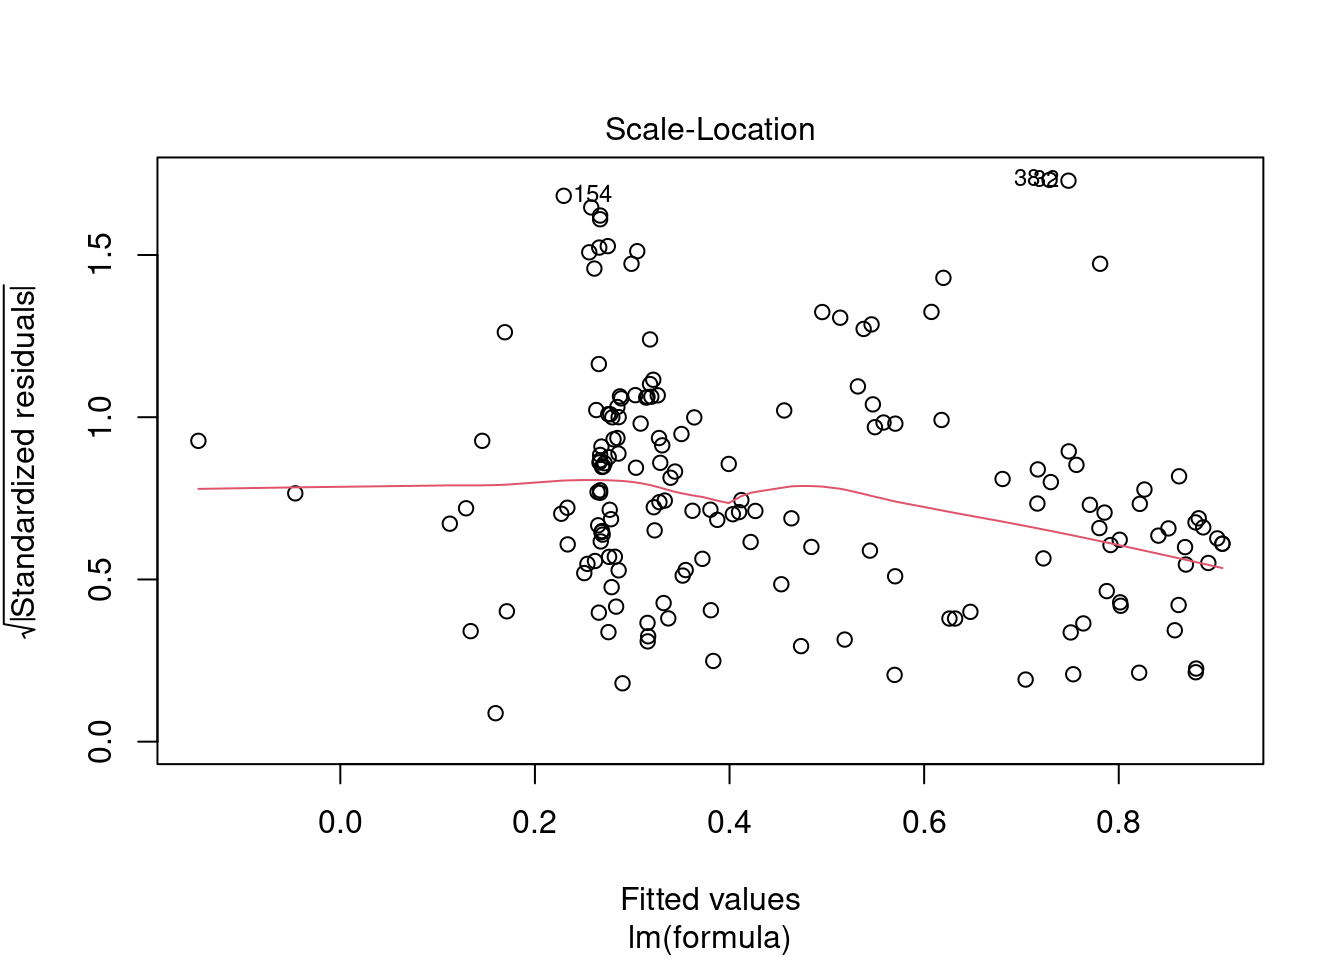 Scale-Location
154
√|Standardized residuals|
1.5
1.0
0.5
0.0
0.0 0.2 0.4 0.6 0.8
Fitted values
lm(formula)